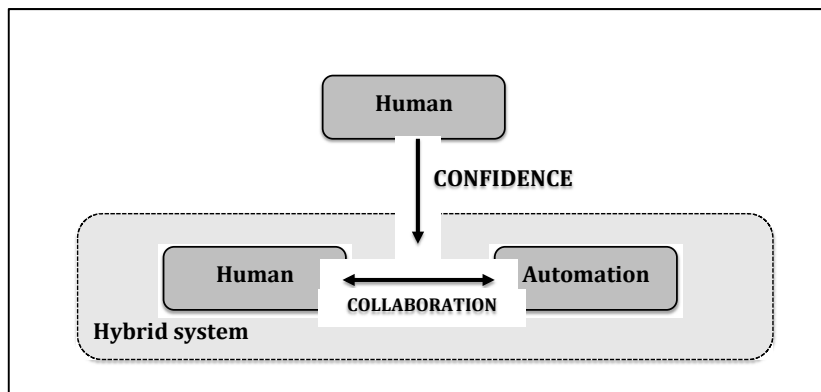 Human
CONFIDENCE
Human
Automation
COLLABORATION
Hybrid system